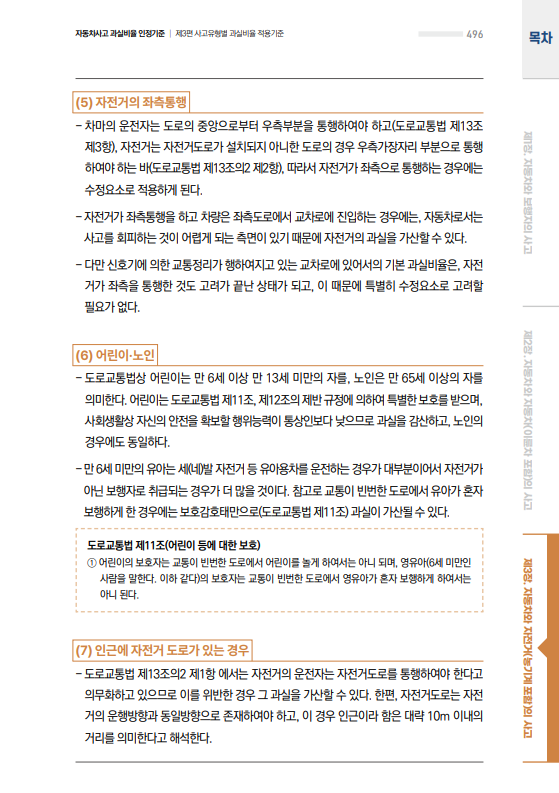 자동차사고 과실비율 인정기준 | 제3편 사고유형별 과실비율 적용기준
496
목차
(5) 자전거의 좌측통행
– 차마의 운전자는 도로의 중앙으로부터 우측부분을 통행하여야 하고(도로교통법 제13조
제3항), 자전거는 자전거도로가 설치되지 아니한 도로의 경우 우측가장자리 부분으로 통행
하여야 하는 바(도로교통법 제13조의2 제2항), 따라서 자전거가 좌측으로 통행하는 경우에는
수정요소로 적용하게 된다.
– 자전거가 좌측통행을 하고 차량은 좌측도로에서 교차로에 진입하는 경우에는, 자동차로서는
사고를 회피하는 것이 어렵게 되는 측면이 있기 때문에 자전거의 과실을 가산할 수 있다.
– 다만 신호기에 의한 교통정리가 행하여지고 있는 교차로에 있어서의 기본 과실비율은, 자전
거가 좌측을 통행한 것도 고려가 끝난 상태가 되고, 이 때문에 특별히 수정요소로 고려할
필요가 없다.
(6) 어린이·노인
– 도로교통법상 어린이는 만 6세 이상 만 13세 미만의 자를, 노인은 만 65세 이상의 자를
의미한다. 어린이는 도로교통법 제11조, 제12조의 제반 규정에 의하여 특별한 보호를 받으며,
사회생활상 자신의 안전을 확보할 행위능력이 통상인보다 낮으므로 과실을 감산하고, 노인의
경우에도 동일하다.
– 만 6세 미만의 유아는 세(네)발 자전거 등 유아용차를 운전하는 경우가 대부분이어서 자전거가
아닌 보행자로 취급되는 경우가 더 많을 것이다. 참고로 교통이 빈번한 도로에서 유아가 혼자
보행하게 한 경우에는 보호감호태만으로(도로교통법 제11조) 과실이 가산될 수 있다.
도로교통법 제11조(어린이 등에 대한 보호)
① 어린이의 보호자는 교통이 빈번한 도로에서 어린이를 놀게 하여서는 아니 되며, 영유아(6세 미만인
사람을 말한다. 이하 같다)의 보호자는 교통이 빈번한 도로에서 영유아가 혼자 보행하게 하여서는
아니 된다.
(7) 인근에 자전거 도로가 있는 경우
– 도로교통법 제13조의2 제1항 에서는 자전거의 운전자는 자전거도로를 통행하여야 한다고
의무화하고 있으므로 이를 위반한 경우 그 과실을 가산할 수 있다. 한편, 자전거도로는 자전
거의 운행방향과 동일방향으로 존재하여야 하고, 이 경우 인근이라 함은 대략 10m 이내의
거리를 의미한다고 해석한다.
제1장. 자동차와 보행자의 사고
제2장. 자동차와 자동차(이륜차 포함)의 사고
제3장. 자동차와 자전거(농기계 포함)의 사고